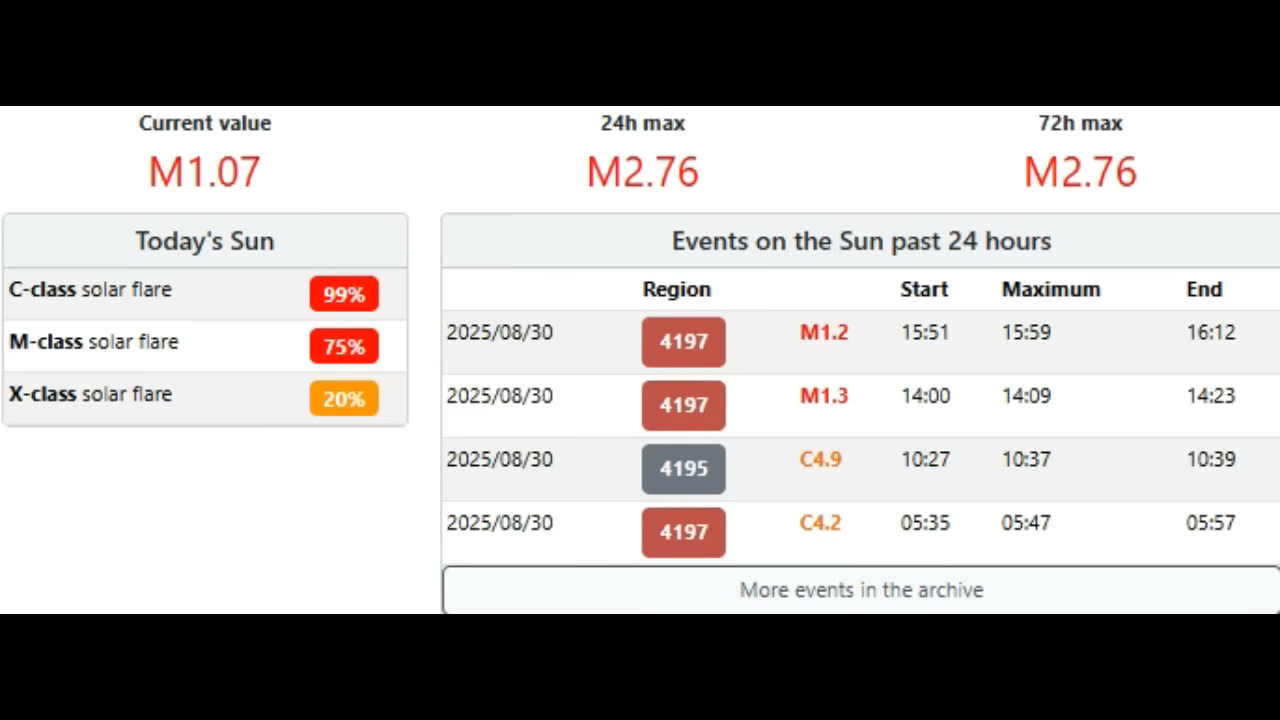 Current value 24h max 72h max
M1.07 M2.76 M2.76
Today's Sun
C-class solar flare 99%
M-class solar flare 75%
X-class solar flare 20%
Events on the Sun past 24 hours
Region Start Maximum End
2025/08/30 4197 M1.2 15:51 15:59 16:12
2025/08/30 4197 M1.3 14:00 14:09 14:23
2025/08/30 4195 C4.9 10:27 10:37 10:39
2025/08/30 4197 C4.2 05:35 05:47 05:57
More events in the archive